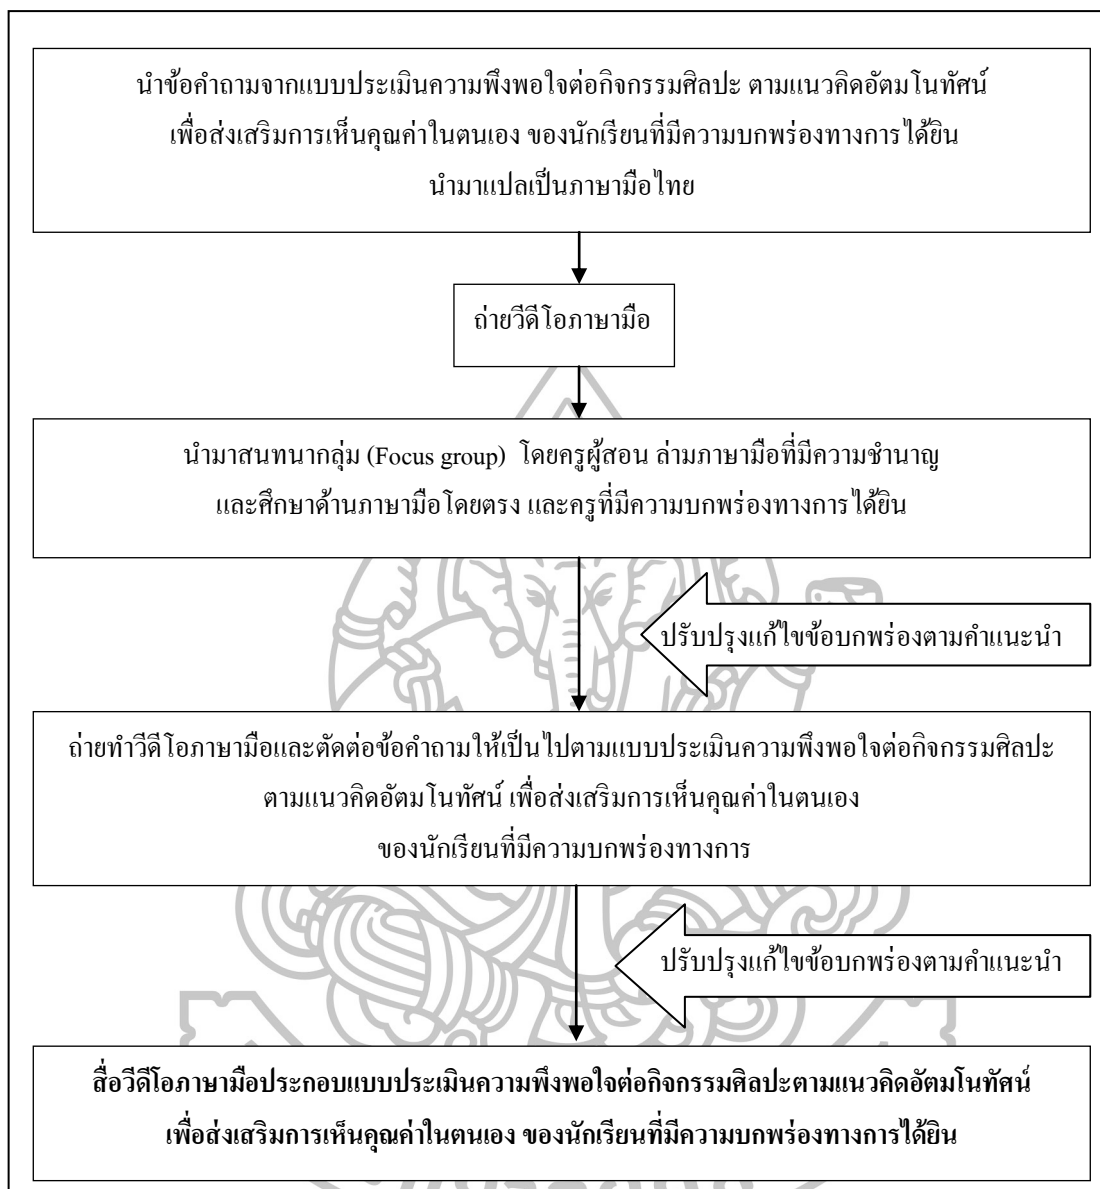 นำข้อคำถามจากแบบประเมินความพึงพอใจต่อกิจกรรมศิลปะ ตามแนวคิดอัตมโนทัศน์
เพื่อส่งเสริมการเห็นคุณค่าในตนเอง ของนักเรียนที่มีความบกพร่องทางการได้ยิน
นำมาแปลเป็นภาษามือไทย
ถ่ายวีดีโอภาษามือ
นำมาสนทนากลุ่ม (Focus group) โดยครูผู้สอน ล่ามภาษามือที่มีความชำนาญ
และศึกษาด้านภาษามือโดยตรง และครูที่มีความบกพร่องทางการได้ยิน
ปรับปรุงแก้ไขข้อบกพร่องตามคำแนะนำ
ถ่ายทำวีดีโอภาษามือและตัดต่อข้อคำถามให้เป็นไปตามแบบประเมินความพึงพอใจต่อกิจกรรมศิลปะ
ตามแนวคิดอัตมโนทัศน์ เพื่อส่งเสริมการเห็นคุณค่าในตนเอง
ของนักเรียนที่มีความบกพร่องทางการ
ปรับปรุงแก้ไขข้อบกพร่องตามคำแนะนำ
สื่อวีดีโอภาษามือประกอบแบบประเมินความพึงพอใจต่อกิจกรรมศิลปะตามแนวคิดอัตมโนทัศน์
เพื่อส่งเสริมการเห็นคุณค่าในตนเอง ของนักเรียนที่มีความบกพร่องทางการได้ยิน